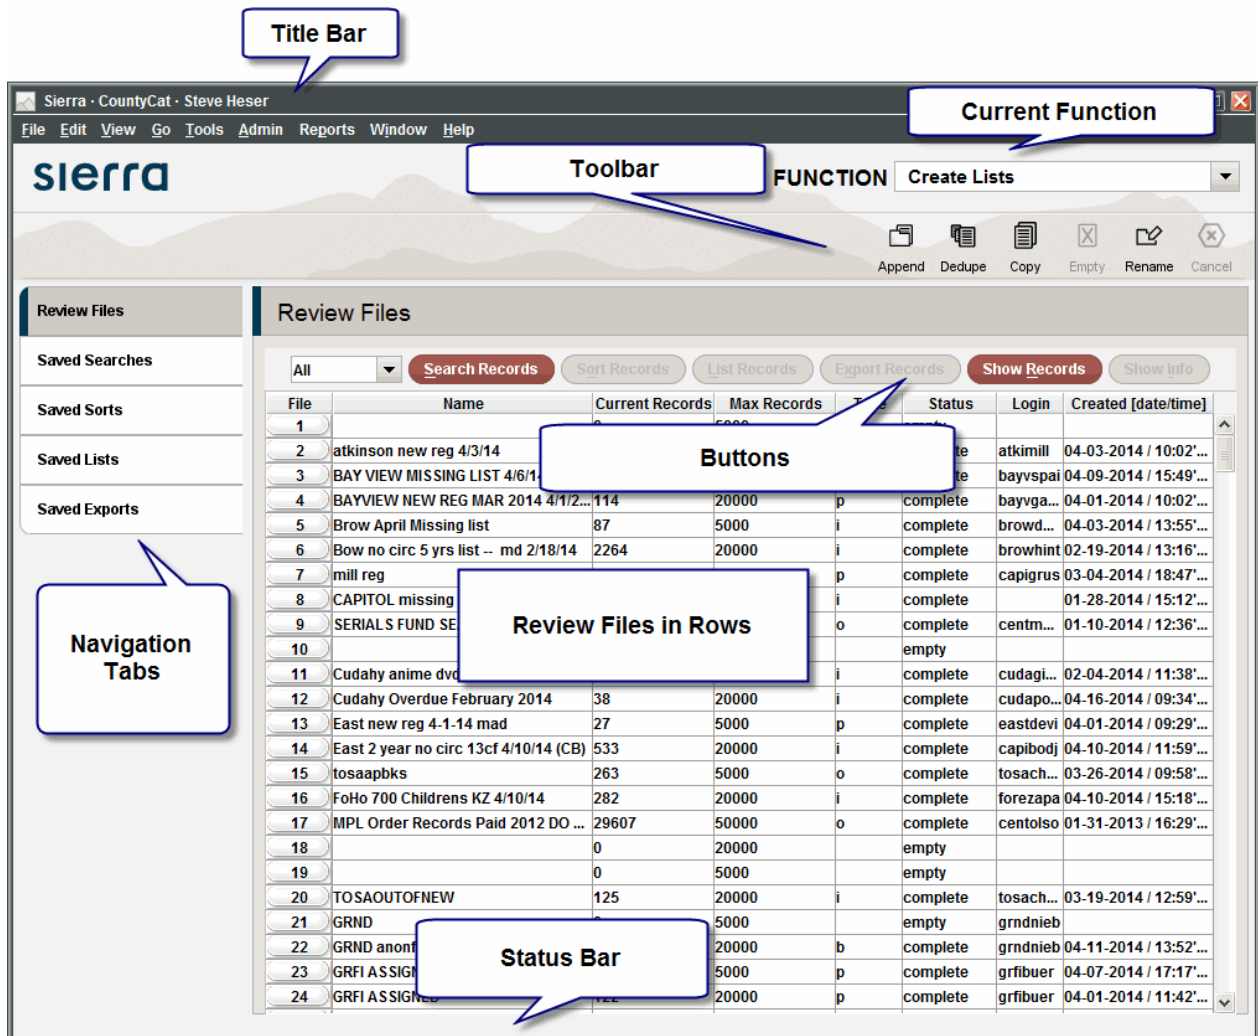 Title Bar
Sierra · CountyCat · Steve Heser
Current Function
File Edit View Go Tools Admin Reports Window Help
sierra
Toolbar
FUNCTION Create Lists
Append Dedupe Copy Empty Rename Cancel
Review Files
Saved Searches
Saved Sorts
Saved Lists
Saved Exports
Navigation
Tabs
Review Files
All Search Records Sort Records List Records Export Records Show Records Show Info
File Name Current Records Max Records Status Login Created [date/time]
1 empty
Buttons
2 atkinson new reg 4/3/14 atkimill 04-03-2014 / 10:02'...
3 BAY VIEW MISSING LIST 4/6/14 bayvspai 04-09-2014 / 15:49'...
4 BAYVIEW NEW REG MAR 2014 4/1/2... 114 20000 p complete bayvga... 04-01-2014 / 10:02'...
5 Brow April Missing list 87 5000 i complete browd... 04-03-2014 / 13:55'...
6 Bow no circ 5 yrs list -- md 2/18/14 2264 20000 i complete browhint 02-19-2014 / 13:16'...
7 mill reg p complete capigrus 03-04-2014 / 18:47'...
8 CAPITOL missing i complete 01-28-2014 / 15:12'...
Review Files in Rows
9 SERIALS FUND SE o complete centm... 01-10-2014 / 12:36'...
10 empty
11 Cudahy anime dvd i complete cudagi... 02-04-2014 / 11:38'...
12 Cudahy Overdue February 2014 38 20000 i complete cudapo... 04-16-2014 / 09:34'...
13 East new reg 4-1-14 mad 27 5000 p complete eastdevi 04-01-2014 / 09:29'...
14 East 2 year no circ 13cf 4/10/14 (CB) 533 20000 i complete capibodj 04-10-2014 / 11:59'...
15 tosaapbks 263 5000 o complete tosach... 03-26-2014 / 09:58'...
16 FoHo 700 Childrens KZ 4/10/14 282 20000 i complete forezapa 04-10-2014 / 15:18'...
17 MPL Order Records Paid 2012 DO ... 29607 50000 o complete centolso 01-31-2013 / 16:29'...
18 0 20000 empty
19 0 5000 empty
20 TOSAOUTOFNEW 125 20000 i complete tosach... 03-19-2014 / 12:59'...
21 GRND 5000 empty grndnieb
22 GRND anonf 20000 b complete grndnieb 04-11-2014 / 13:52'...
Status Bar
23 GRFI ASSIGN 5000 p complete grfibuer 04-07-2014 / 17:17'...
24 GRFI ASSIGNED 122 20000 p complete grfibuer 04-01-2014 / 11:42'...